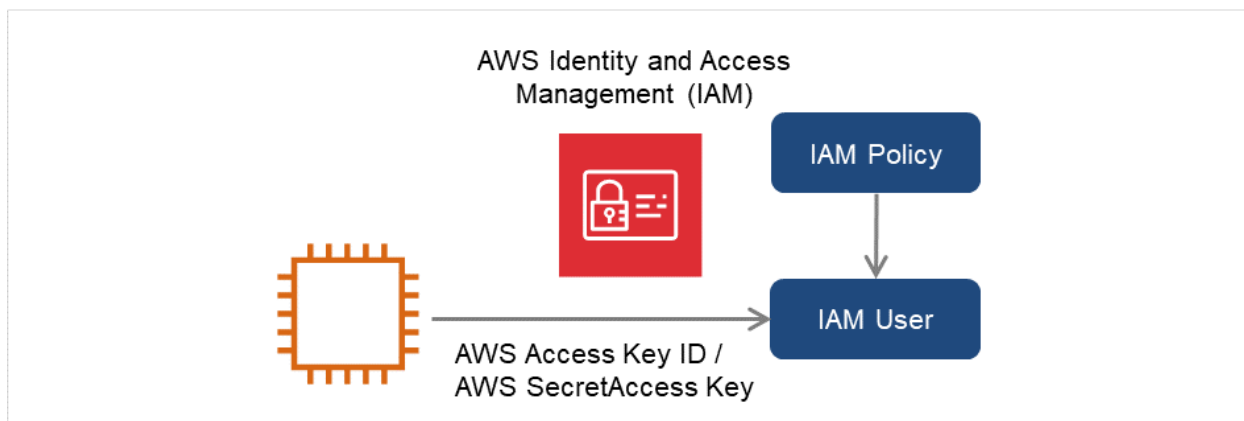 AWS Identity and Access
Management (IAM)
IAM Policy
IAM User
AWS Access Key ID /
AWS SecretAccess Key